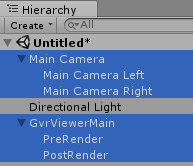 Hierarchy
Create All
Untitled*
Main Camera
Main Camera Left
Main Camera Right
Directional Light
GvrViewerMain
PreRender
PostRender